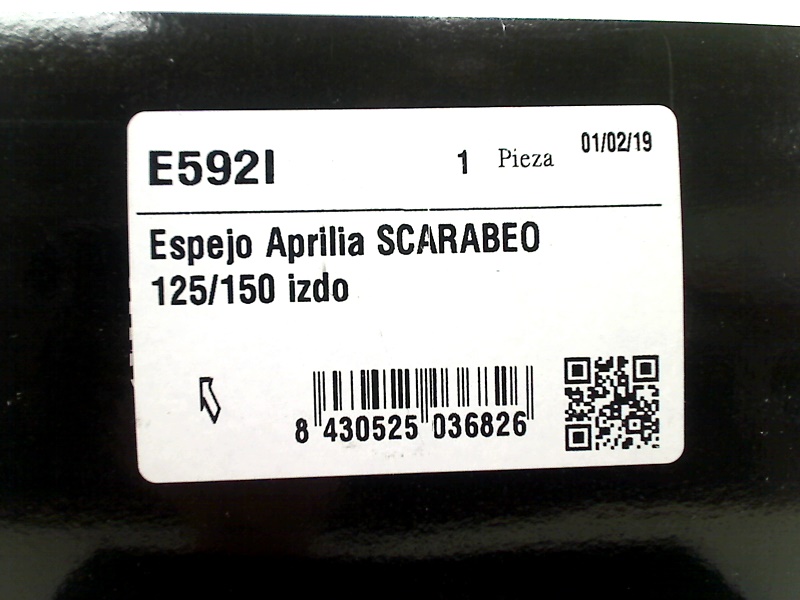 E592I 1 Pieza 01/02/19
Espejo Aprilia SCARABEO
125/150 izdo
8 430525 036826